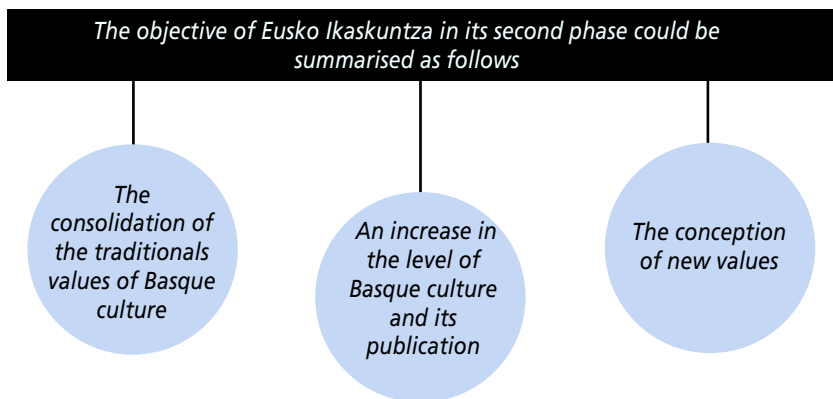 The objective of Eusko Ikaskuntza in its second phase could be
summarised as follows
The
consolidation of
the traditionals
values of Basque
culture
An increase in
the level of
Basque culture
and its
publication
The conception
of new values